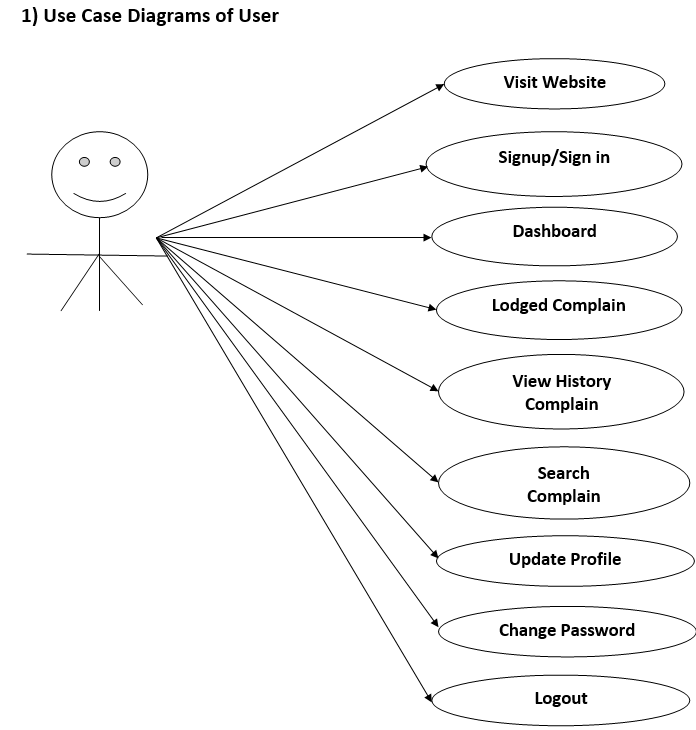 1) Use Case Diagrams of User
Visit Website
Signup/Sign in
Dashboard
Lodged Complain
View History
Complain
Search
Complain
Update Profile
Change Password
Logout